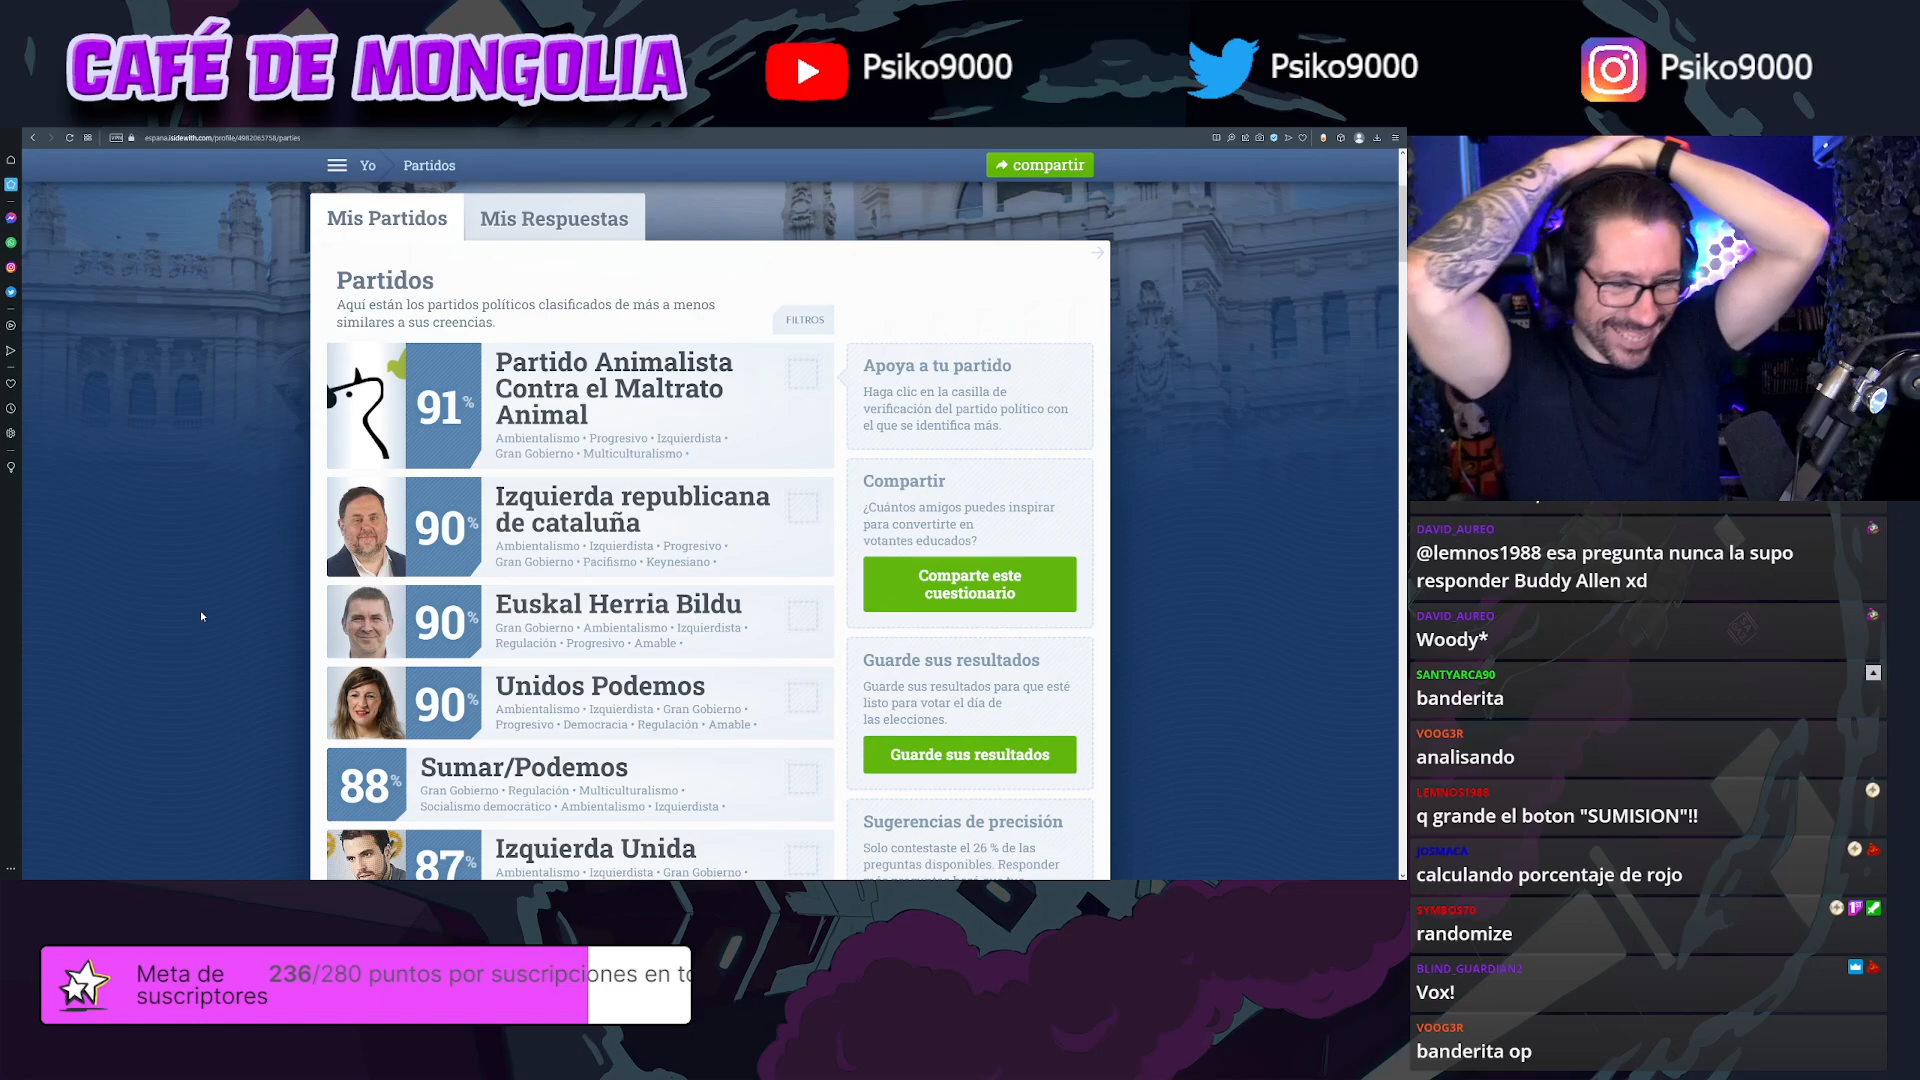 CAFÉ DE MONGOLIA
Psiko9000
Psiko9000
Psiko9000
VPN
espana.isidewith.com/profile/4982065758/parties
Yo
Partidos
compartir
Mis Partidos
Mis Respuestas
Partidos
Aquí están los partidos políticos clasificados de más a menos
similares a sus creencias.
FILTROS
91%
Partido Animalista
Contra el Maltrato
Animal
Ambientalismo • Progresivo • Izquierdista •
Gran Gobierno • Multiculturalismo •
90%
Izquierda republicana
de cataluña
Ambientalismo • Izquierdista • Progresivo •
Gran Gobierno • Pacifismo • Keynesiano •
90%
Euskal Herria Bildu
Gran Gobierno • Ambientalismo • Izquierdista •
Regulación • Progresivo • Amable •
90%
Unidos Podemos
Ambientalismo • Izquierdista • Gran Gobierno •
Progresivo • Democracia • Regulación • Amable •
88%
Sumar/Podemos
Gran Gobierno • Regulación • Multiculturalismo •
Socialismo democrático • Ambientalismo • Izquierdista •
87%
Izquierda Unida
Ambientalismo • Izquierdista • Gran Gobierno •
Apoya a tu partido
Haga clic en la casilla de
verificación del partido político con
el que se identifica más.
Compartir
¿Cuántos amigos puedes inspirar
para convertirte en
votantes educados?
Comparte este
cuestionario
Guarde sus resultados
Guarde sus resultados para que esté
listo para votar el día de
las elecciones.
Guarde sus resultados
Sugerencias de precisión
Solo contestaste el 26 % de las
preguntas disponibles. Responder
DAVID_AUREO
@lemnos1988 esa pregunta nunca la supo
responder Buddy Allen xd
DAVID_AUREO
Woody*
SANTYARCA90
banderita
VOOG3R
analisando
LEMNOS1988
q grande el boton "SUMISION"!!
JOSMACA
calculando porcentaje de rojo
SYMBOS70
randomize
BLIND_GUARDIAN2
Vox!
VOOG3R
banderita op
Meta de
suscriptores
236/280 puntos por suscripciones en to